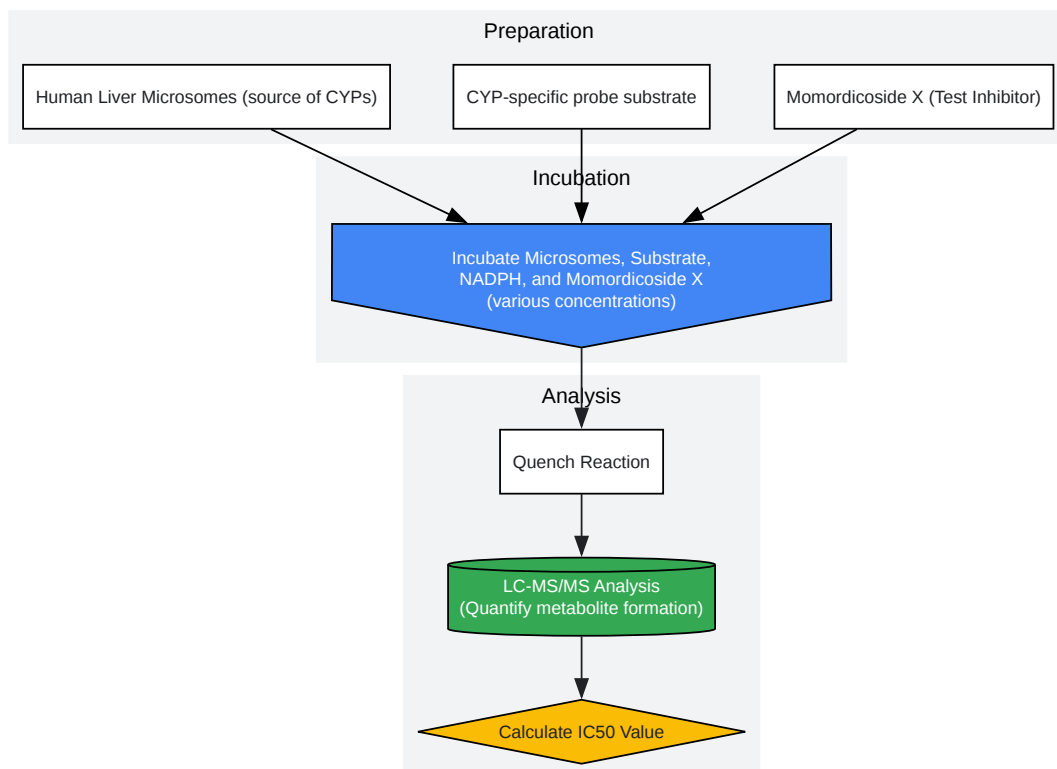 Preparation
Human Liver Microsomes (source of CYPs)
CYP-specific probe substrate
Momordicoside X (Test Inhibitor)
Incubation
Incubate Microsomes, Substrate,
NADPH, and Momordicoside X
(various concentrations)
Analysis
Quench Reaction
LC-MS/MS Analysis
(Quantify metabolite formation)
Calculate IC50 Value